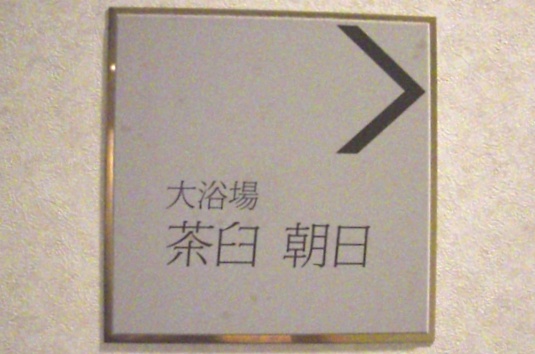 大浴場
茶臼 朝日